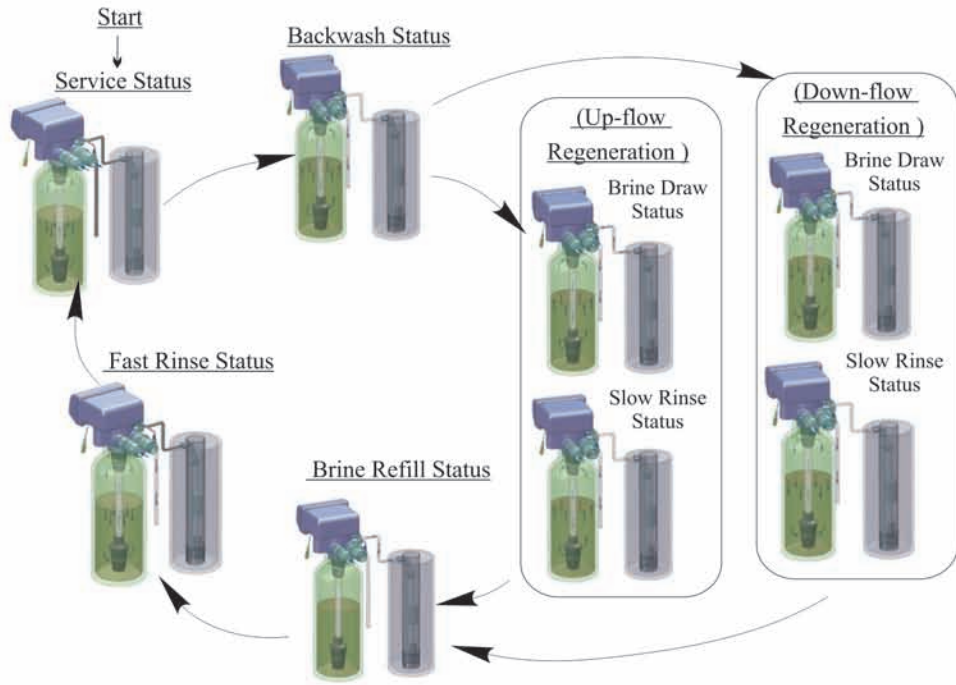 Start
Service Status
Backwash Status
(Up-flow
Regeneration )
Brine Draw
Status
Slow Rinse
Status
(Down-flow
Regeneration )
Brine Draw
Status
Slow Rinse
Status
Brine Refill Status
Fast Rinse Status